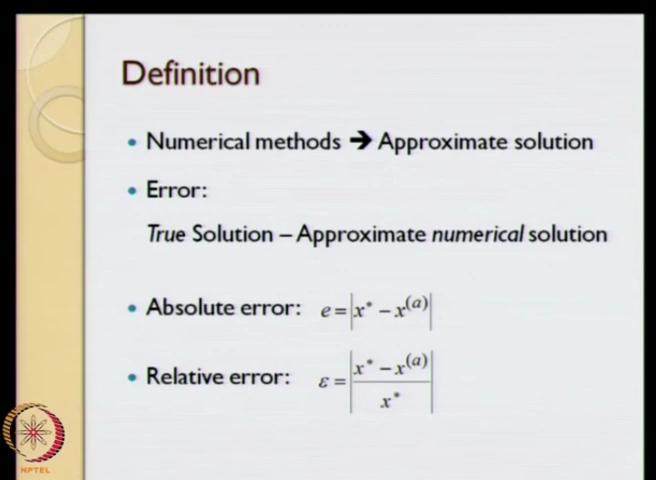 Definition
• Numerical methods ➔ Approximate solution
• Error:
True Solution – Approximate numerical solution
• Absolute error: e = |x* − x^(a)|
• Relative error: ε = |(x* − x^(a)) / x*|
NPTEL